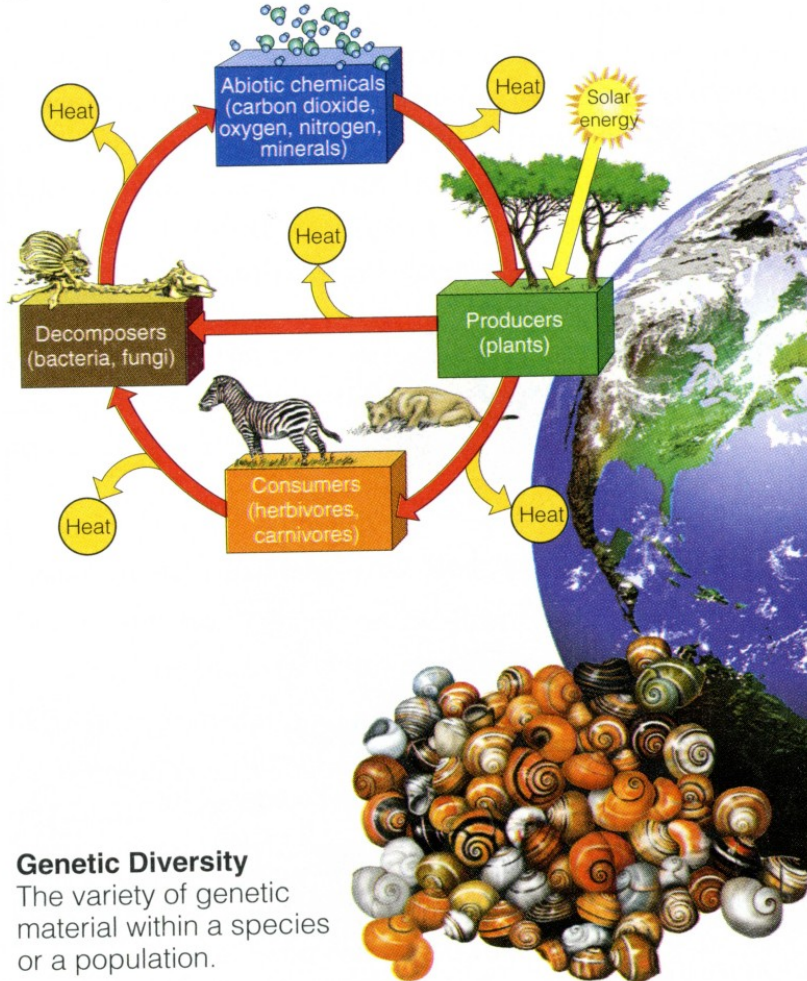 Abiotic chemicals
(carbon dioxide,
oxygen, nitrogen,
minerals)
Heat
Heat
Solar
energy
Heat
Decomposers
(bacteria, fungi)
Producers
(plants)
Consumers
(herbivores,
carnivores)
Heat
Heat
Genetic Diversity
The variety of genetic
material within a species
or a population.